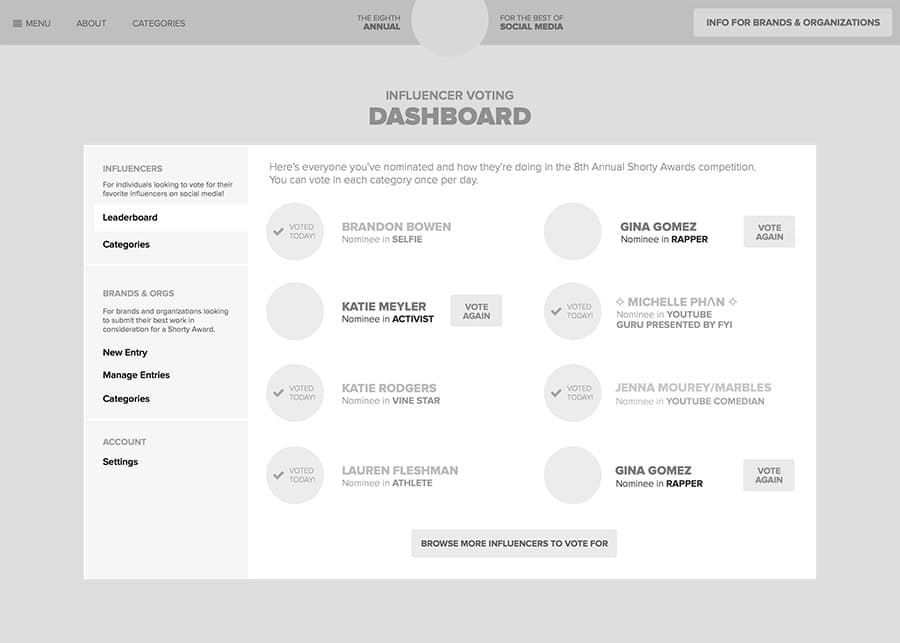 MENU
ABOUT
CATEGORIES
THE EIGHTH
ANNUAL
FOR THE BEST OF
SOCIAL MEDIA
INFO FOR BRANDS & ORGANIZATIONS
INFLUENCER VOTING
DASHBOARD
INFLUENCERS
For individuals looking to vote for their
favorite influencers on social media!
Leaderboard
Categories
BRANDS & ORGS
For brands and organizations looking
to submit their best work in
consideration for a Shorty Award.
New Entry
Manage Entries
Categories
ACCOUNT
Settings
Here's everyone you've nominated and how they're doing in the 8th Annual Shorty Awards competition.
You can vote in each category once per day.
VOTED
TODAY!
BRANDON BOWEN
Nominee in SELFIE
GINA GOMEZ
Nominee in RAPPER
VOTE
AGAIN
KATIE MEYLER
Nominee in ACTIVIST
VOTE
AGAIN
VOTED
TODAY!
✧ MICHELLE PHΛN ✧
Nominee in YOUTUBE
GURU PRESENTED BY FYI
VOTED
TODAY!
KATIE RODGERS
Nominee in VINE STAR
VOTED
TODAY!
JENNA MOUREY/MARBLES
Nominee in YOUTUBE COMEDIAN
VOTED
TODAY!
LAUREN FLESHMAN
Nominee in ATHLETE
GINA GOMEZ
Nominee in RAPPER
VOTE
AGAIN
BROWSE MORE INFLUENCERS TO VOTE FOR